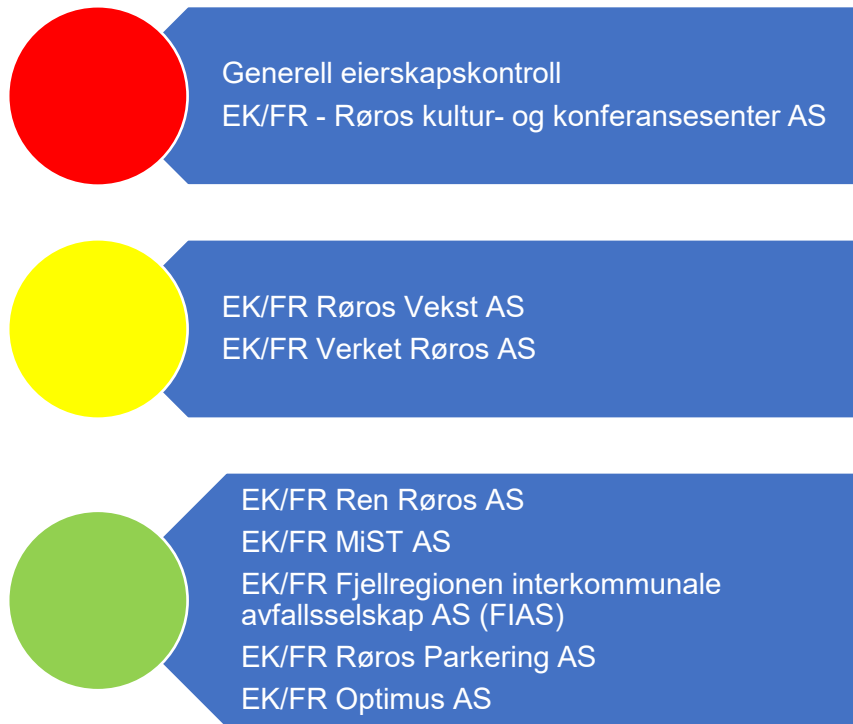 Generell eierskapskontroll
EK/FR - Røros kultur- og konferansesenter AS
EK/FR Røros Vekst AS
EK/FR Verket Røros AS
EK/FR Ren Røros AS
EK/FR MiST AS
EK/FR Fjellregionen interkommunale
avfallsselskap AS (FIAS)
EK/FR Røros Parkering AS
EK/FR Optimus AS